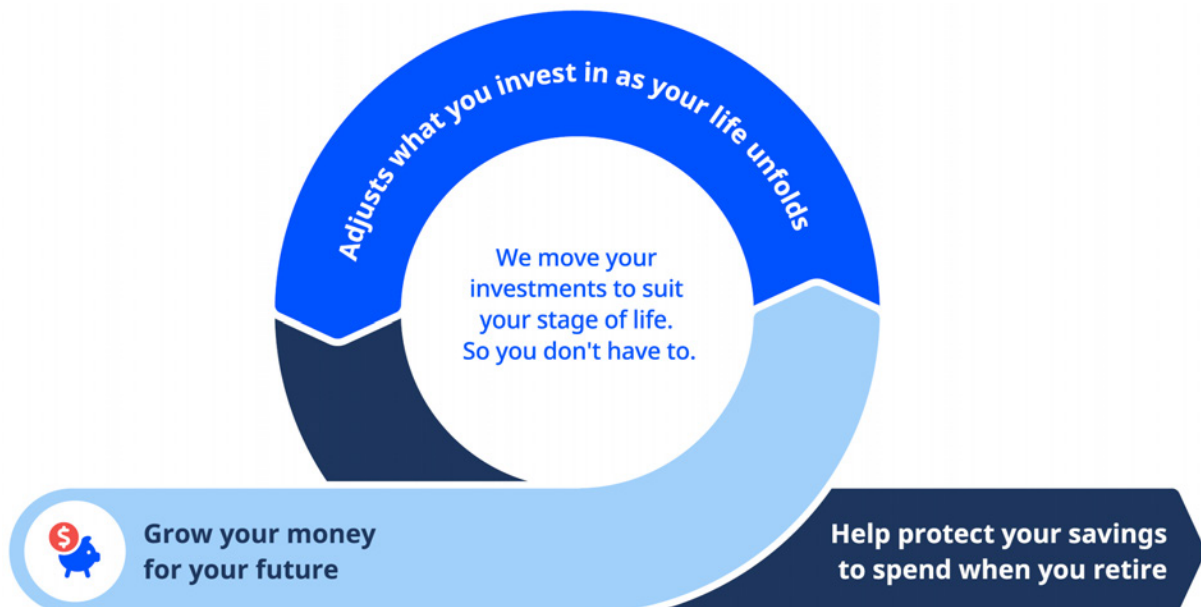 Adjusts what you invest in as your life unfolds
We move your
investments to suit
your stage of life.
So you don't have to.
$
Grow your money
for your future
Help protect your savings
to spend when you retire